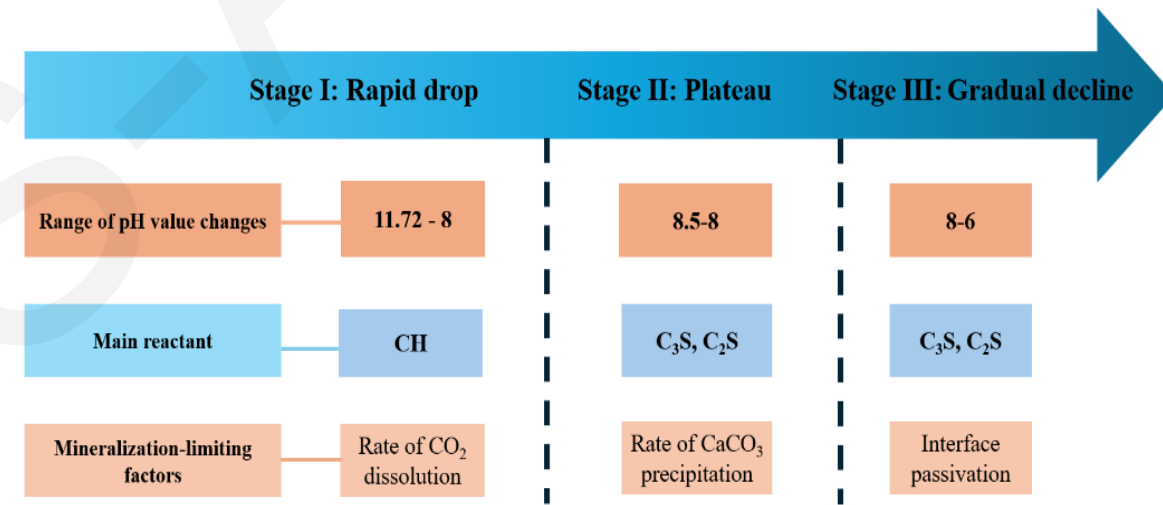 Stage I: Rapid drop
Stage II: Plateau
Stage III: Gradual decline
Range of pH value changes
11.72 - 8
8.5-8
8-6
Main reactant
CH
C₃S, C₂S
C₃S, C₂S
Mineralization-limiting
factors
Rate of CO₂
dissolution
Rate of CaCO₃
precipitation
Interface
passivation